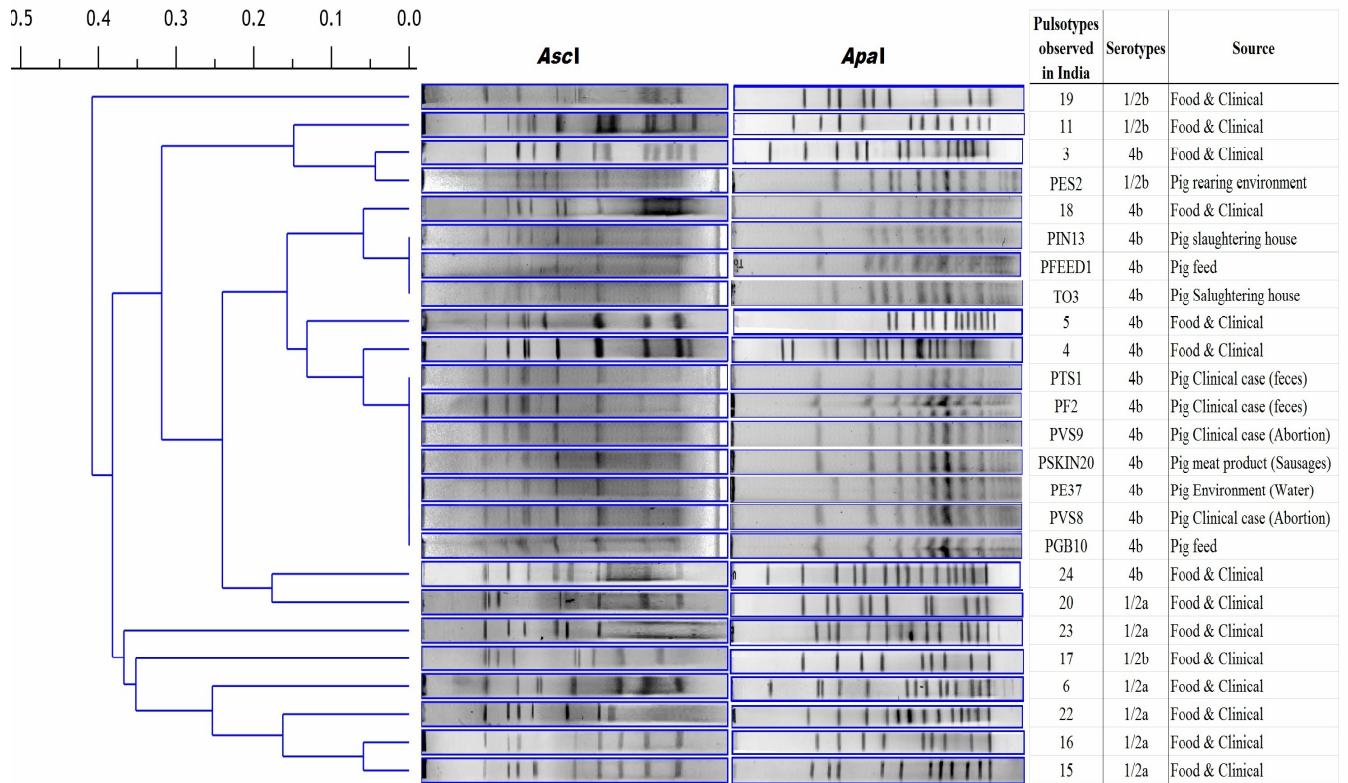 0.5 0.4 0.3 0.2 0.1 0.0
AscI ApaI
Pulsotypes observed in India Serotypes Source
19 1/2b Food & Clinical
11 1/2b Food & Clinical
3 4b Food & Clinical
PES2 1/2b Pig rearing environment
18 4b Food & Clinical
PIN13 4b Pig slaughtering house
PFEED1 4b Pig feed
TO3 4b Pig Salughtering house
5 4b Food & Clinical
4 4b Food & Clinical
PTS1 4b Pig Clinical case (feces)
PF2 4b Pig Clinical case (feces)
PVS9 4b Pig Clinical case (Abortion)
PSKIN20 4b Pig meat product (Sausages)
PE37 4b Pig Environment (Water)
PVS8 4b Pig Clinical case (Abortion)
PGB10 4b Pig feed
24 4b Food & Clinical
20 1/2a Food & Clinical
23 1/2a Food & Clinical
17 1/2b Food & Clinical
6 1/2a Food & Clinical
22 1/2a Food & Clinical
16 1/2a Food & Clinical
15 1/2a Food & Clinical